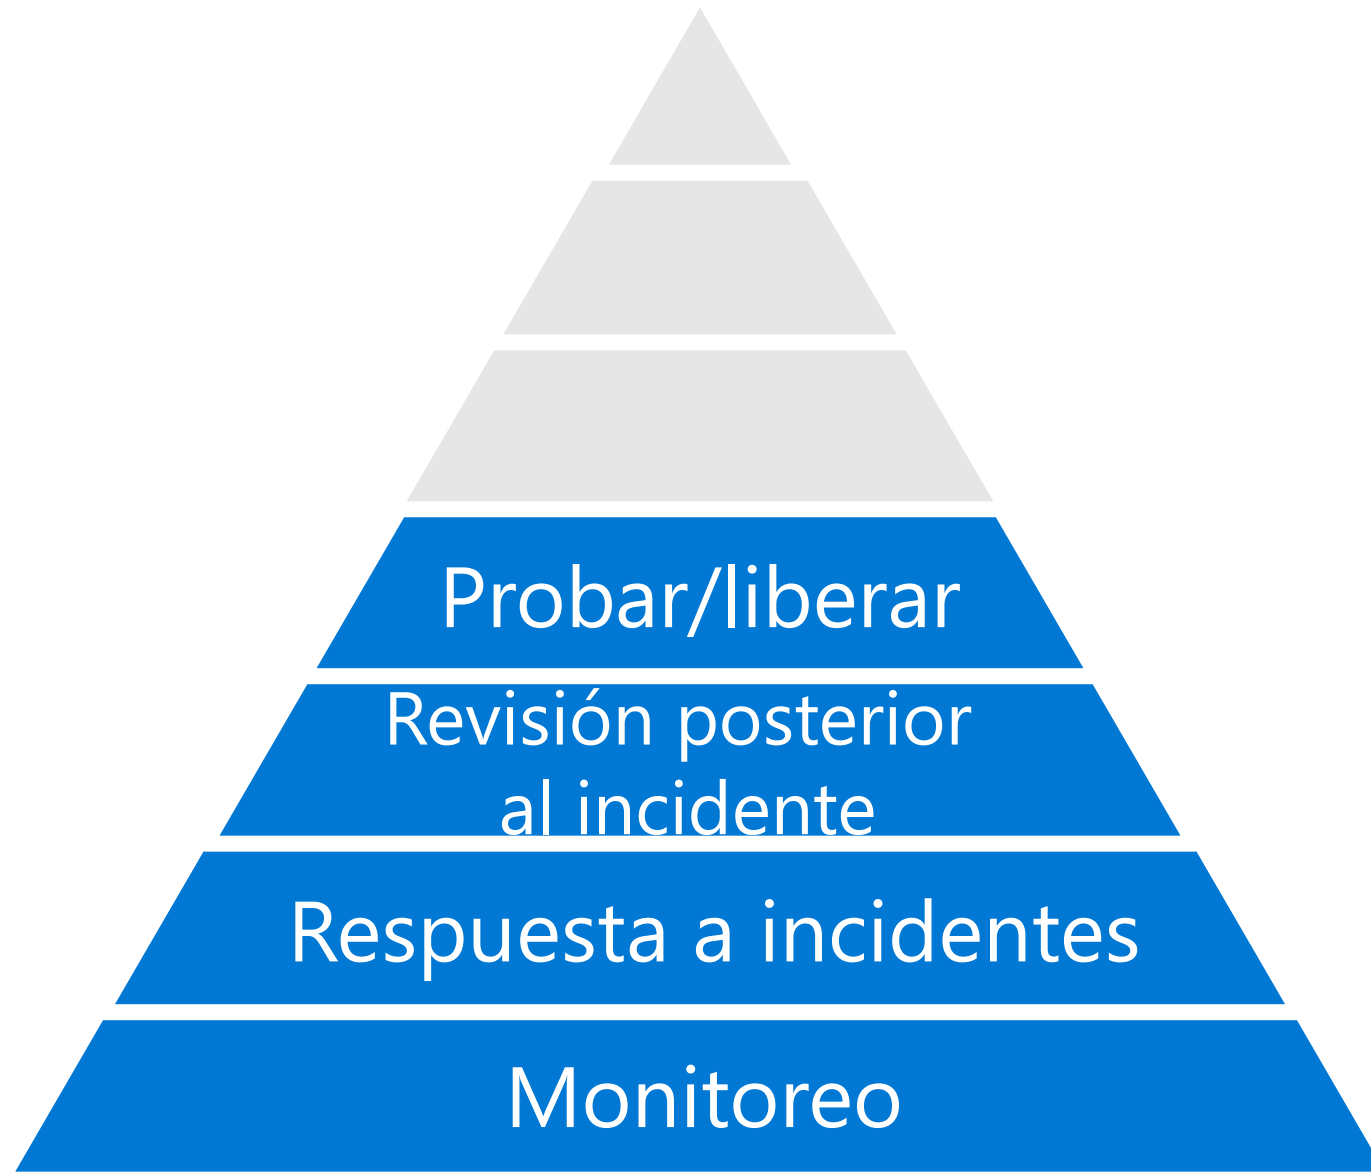 Probar/liberar
Revisión posterior
al incidente
Respuesta a incidentes
Monitoreo